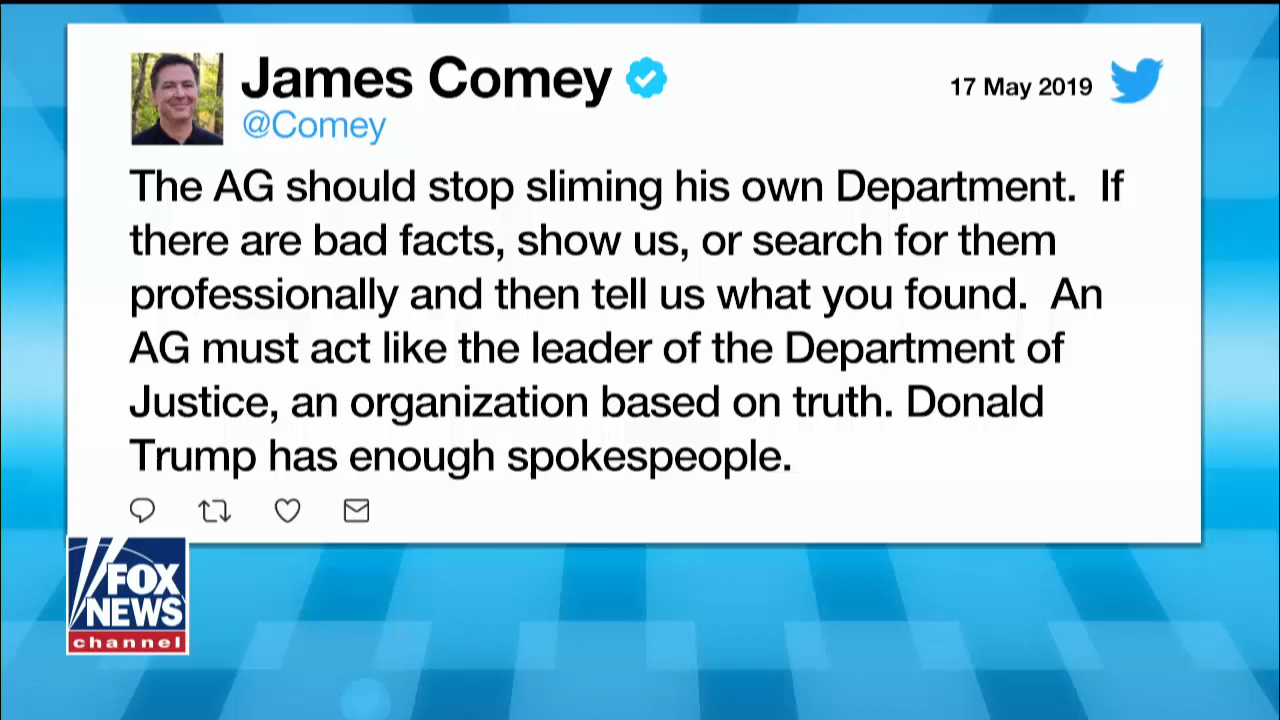 James Comey
@Comey
17 May 2019
The AG should stop sliming his own Department.  If
there are bad facts, show us, or search for them
professionally and then tell us what you found.  An
AG must act like the leader of the Department of
Justice, an organization based on truth. Donald
Trump has enough spokespeople.
FOX
NEWS
channel